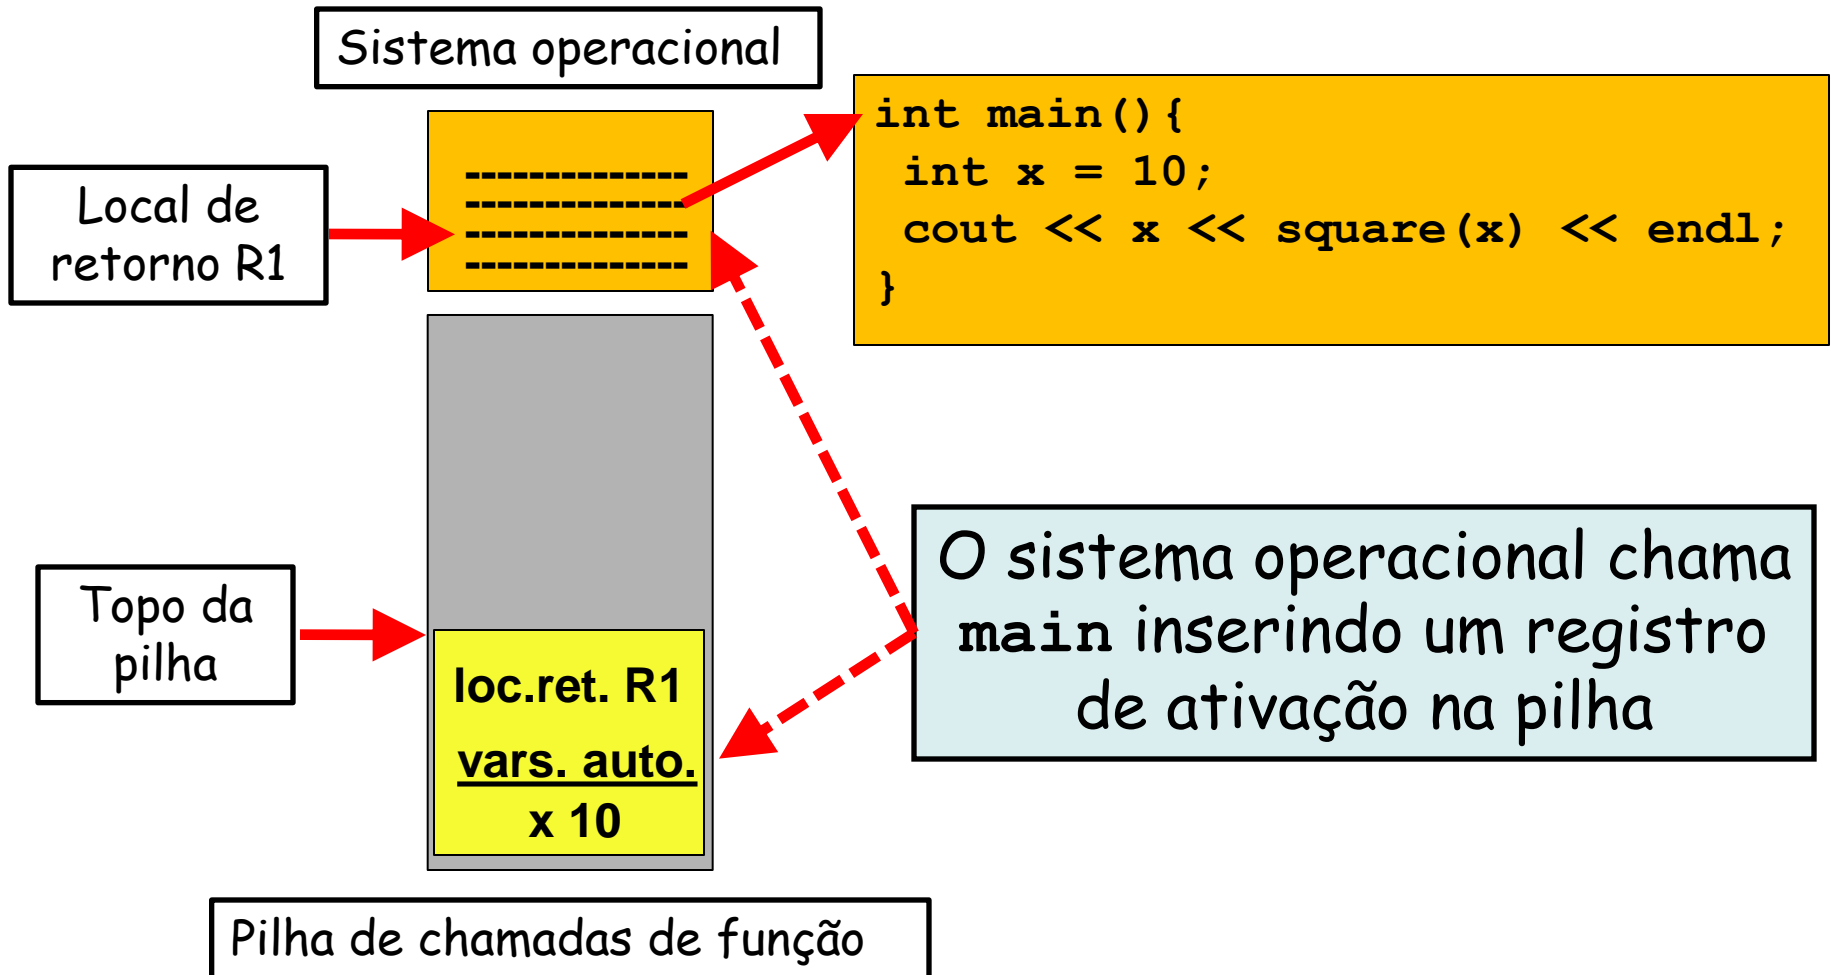 Sistema operacional
int main(){
int x = 10;
cout << x << square(x) << endl;
}
--------------
--------------
--------------
--------------
Local de
retorno R1
Topo da
pilha
loc.ret. R1
vars. auto.
x 10
O sistema operacional chama
main inserindo um registro
de ativação na pilha
Pilha de chamadas de função